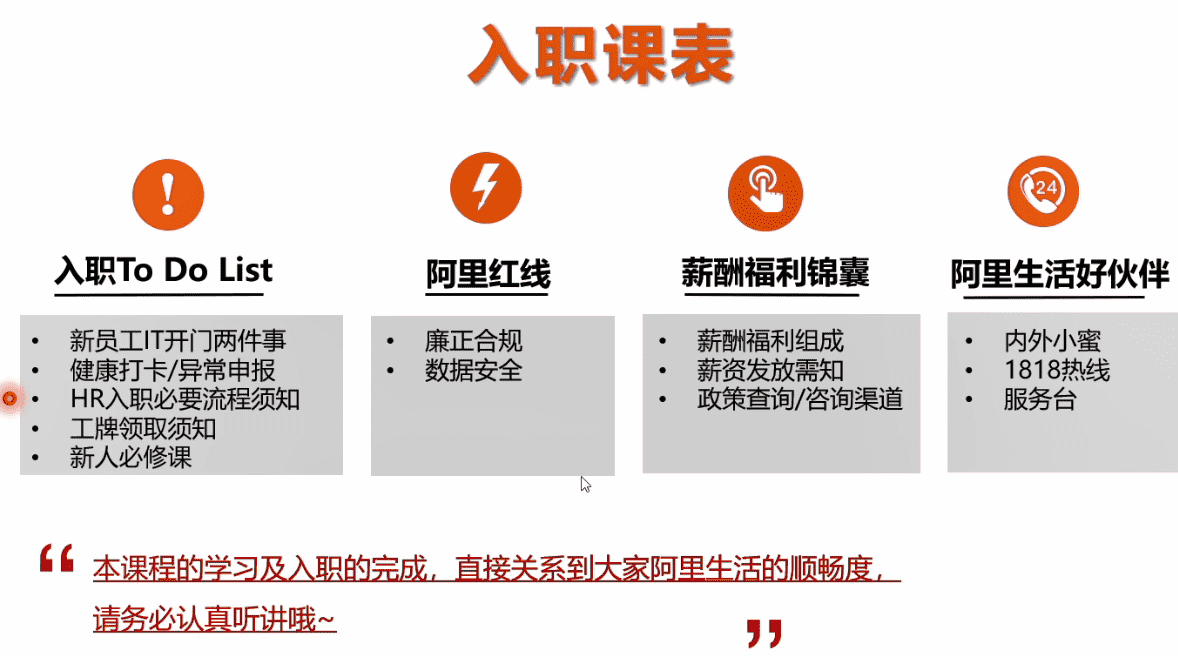 入职课表
入职To Do List
• 新员工IT开门两件事
• 健康打卡/异常申报
• HR入职必要流程须知
• 工牌领取须知
• 新人必修课
阿里红线
• 廉正合规
• 数据安全
薪酬福利锦囊
• 薪酬福利组成
• 薪资发放需知
• 政策查询/咨询渠道
24
阿里生活好伙伴
• 内外小蜜
• 1818热线
• 服务台
“本课程的学习及入职的完成，直接关系到大家阿里生活的顺畅度，
请务必认真听讲哦~”